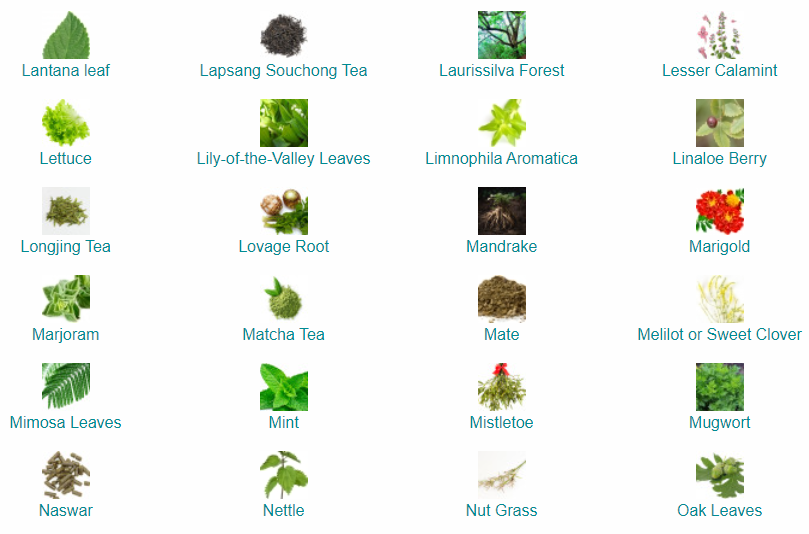 Lantana leaf
Lapsang Souchong Tea
Laurissilva Forest
Lesser Calamint
Lettuce
Lily-of-the-Valley Leaves
Limnophila Aromatica
Linaloe Berry
Longjing Tea
Lovage Root
Mandrake
Marigold
Marjoram
Matcha Tea
Mate
Melilot or Sweet Clover
Mimosa Leaves
Mint
Mistletoe
Mugwort
Naswar
Nettle
Nut Grass
Oak Leaves